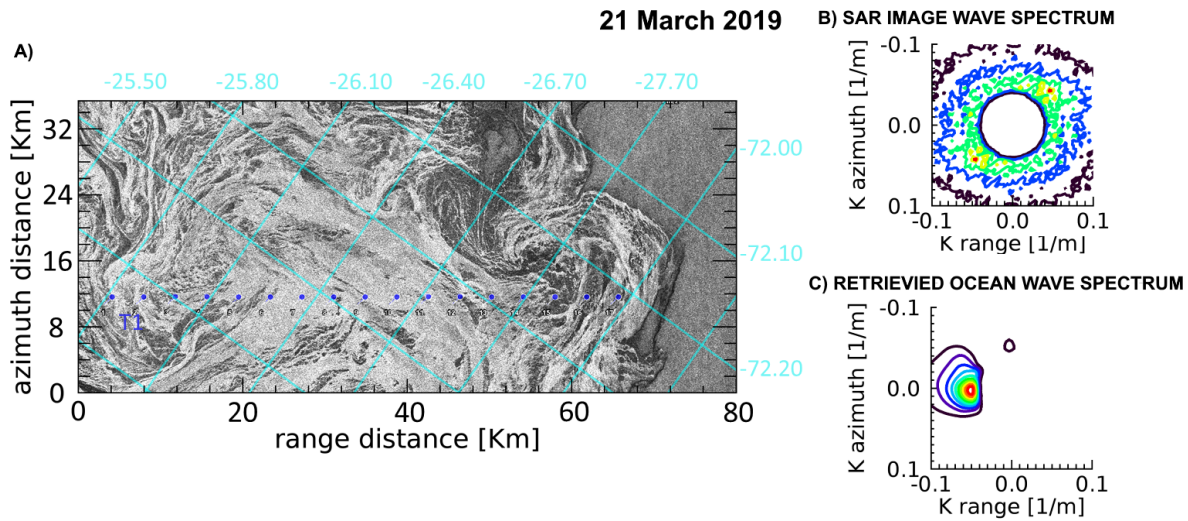 21 March 2019
A)
-25.50 -25.80 -26.10 -26.40 -26.70 -27.70
azimuth distance [Km]
32
24
16
8
0
-72.00
-72.10
-72.20
T1
0 20 40 60 80
range distance [Km]
B) SAR IMAGE WAVE SPECTRUM
K azimuth [1/m]
-0.1
0.0
0.1
-0.1 0.0 0.1
K range [1/m]
C) RETRIEVIED OCEAN WAVE SPECTRUM
K azimuth [1/m]
-0.1
0.0
0.1
-0.1 0.0 0.1
K range [1/m]